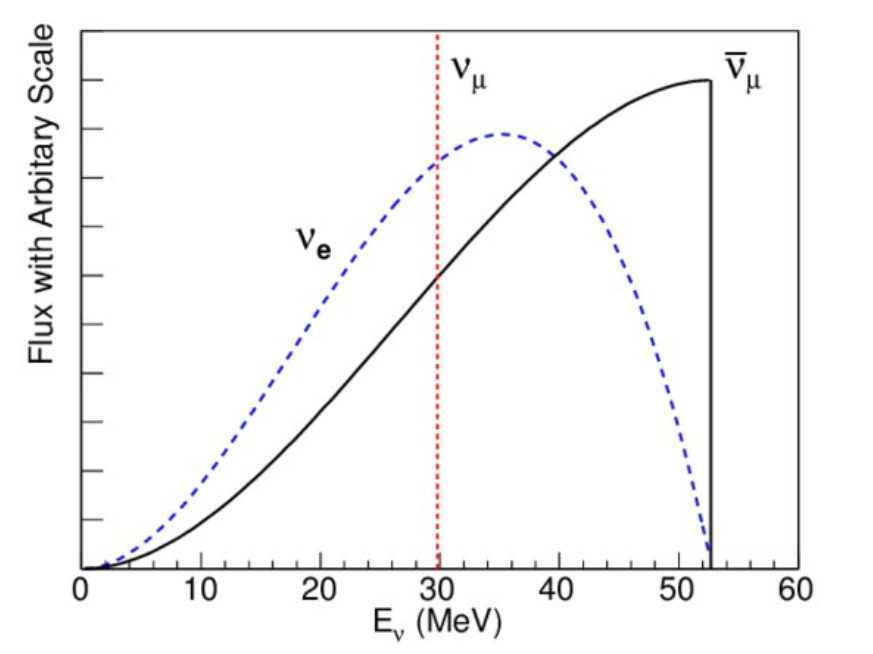 Flux with Arbitary Scale
ν_μ
ν̅_μ
ν_e
0 10 20 30 40 50 60
E_ν (MeV)